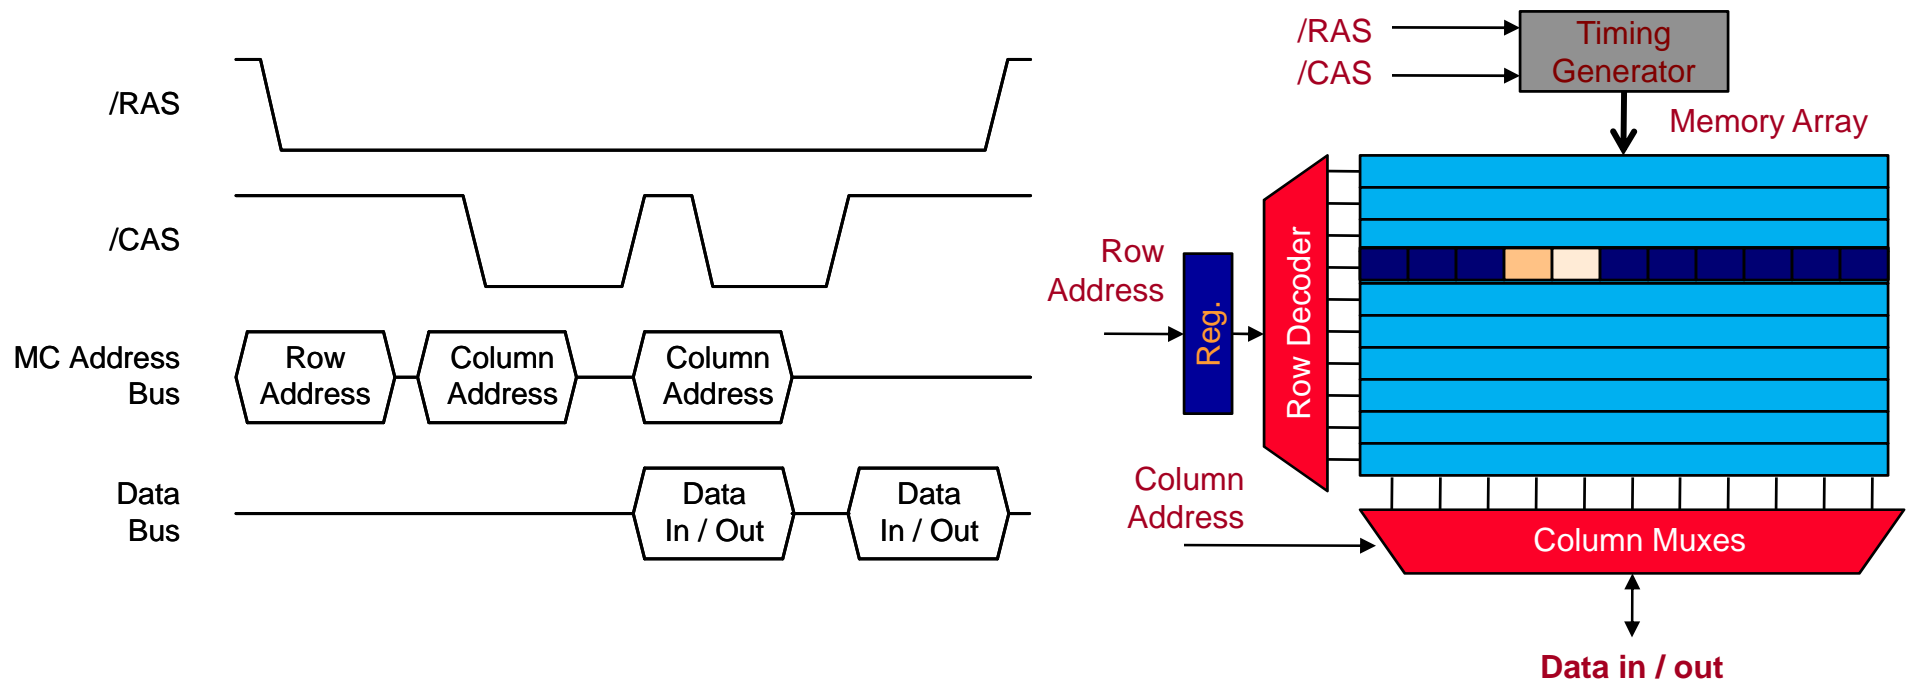 /RAS
/CAS
MC Address
Bus
Row
Address
Column
Address
Column
Address
Data
Bus
Data
In / Out
Data
In / Out
/RAS
/CAS
Timing
Generator
Memory Array
Row
Address
Reg.
Row Decoder
Column
Address
Column Muxes
Data in / out